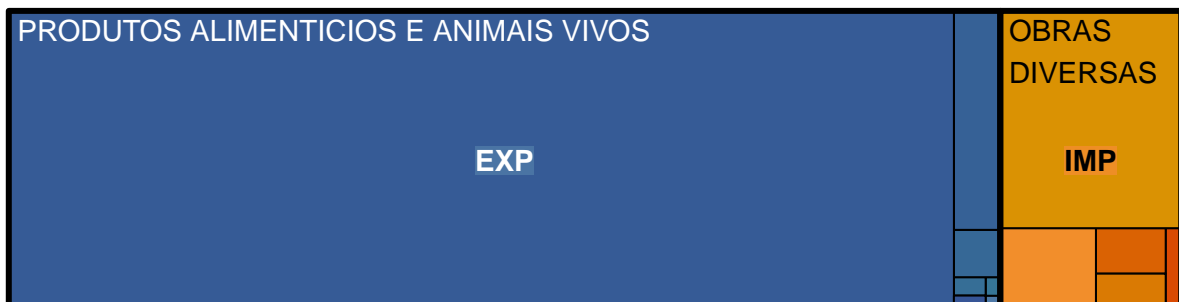 PRODUTOS ALIMENTICIOS E ANIMAIS VIVOS
EXP
OBRAS
DIVERSAS
IMP